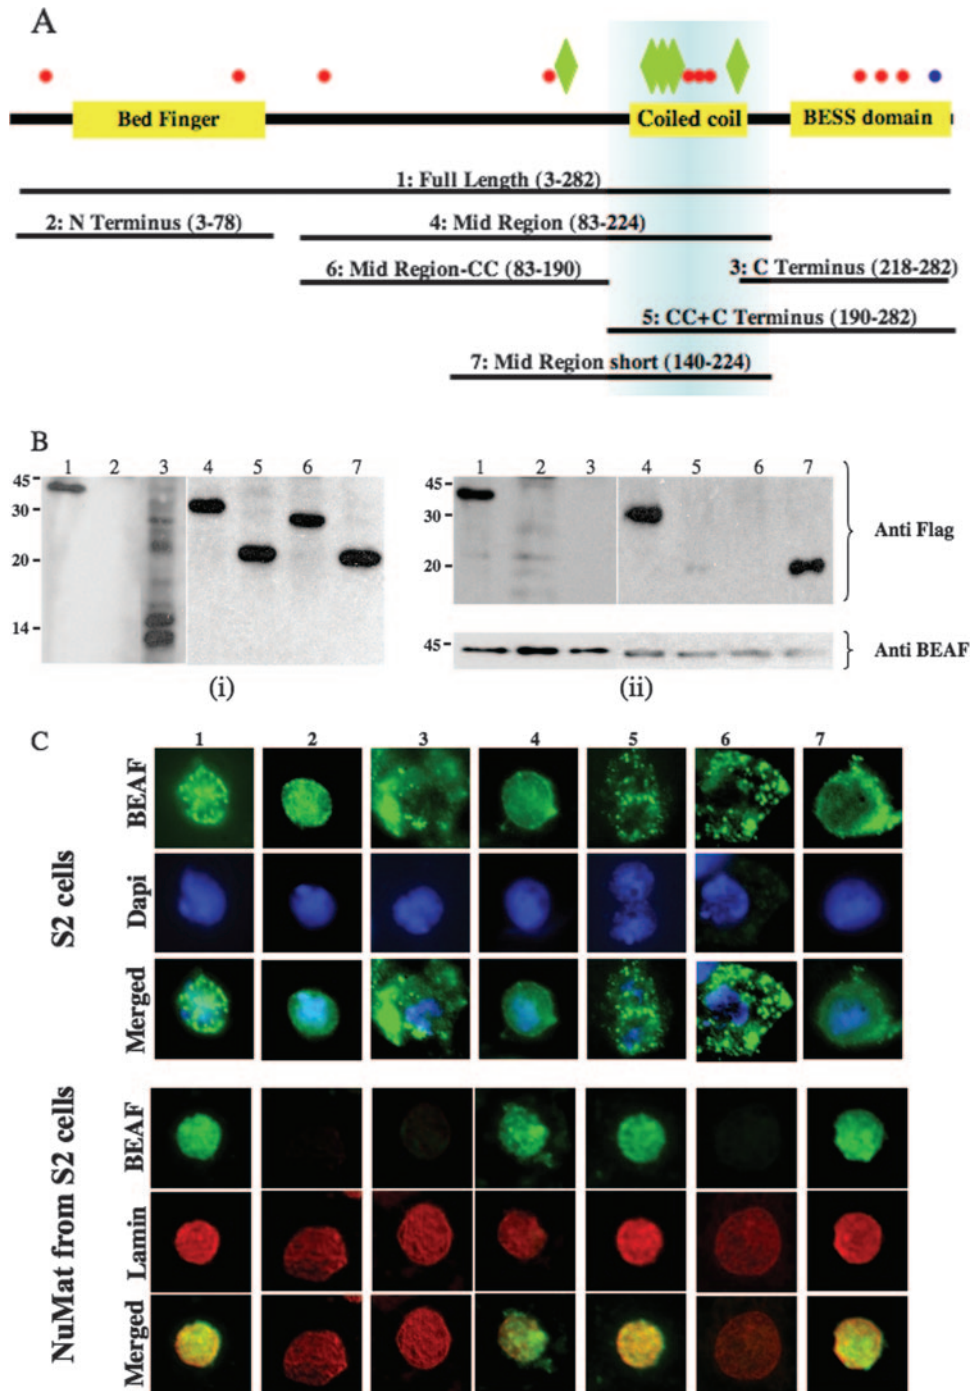 A
Bed Finger
Coiled coil
BESS domain
1: Full Length (3-282)
2: N Terminus (3-78)
4: Mid Region (83-224)
6: Mid Region-CC (83-190)
3: C Terminus (218-282)
5: CC+C Terminus (190-282)
7: Mid Region short (140-224)
B
1 2 3 4 5 6 7
45
30
20
14
(i)
1 2 3 4 5 6 7
45
30
20
Anti Flag
45
Anti BEAF
(ii)
C
1 2 3 4 5 6 7
S2 cells
BEAF
Dapi
Merged
NuMat from S2 cells
BEAF
Lamin
Merged